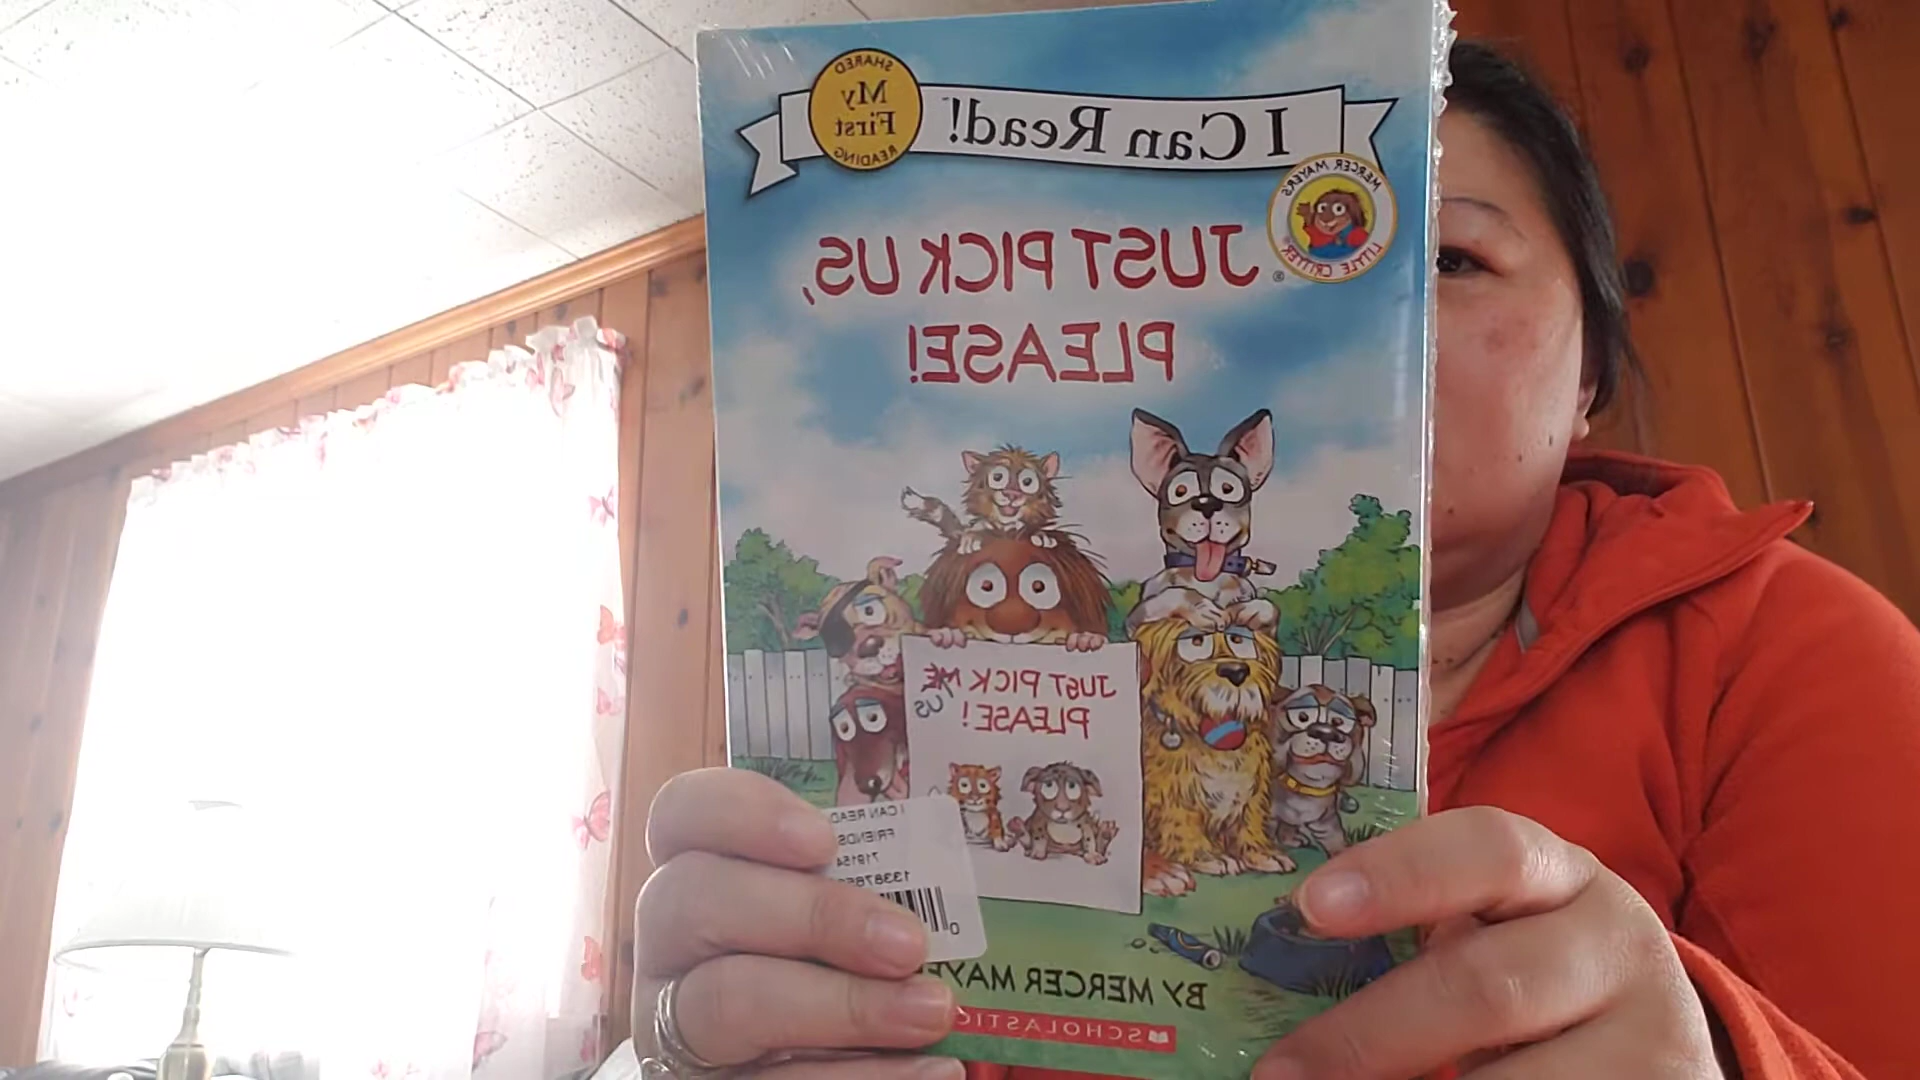 I Can Read!
SHARED
My
First
READING
MERCER MAYER'S
LITTLE CRITTER®
JUST PICK US,
PLEASE!
JUST PICK ME
US
PLEASE!
I CAN READ
FRIENDS
BY MERCER
SCHOLASTIC